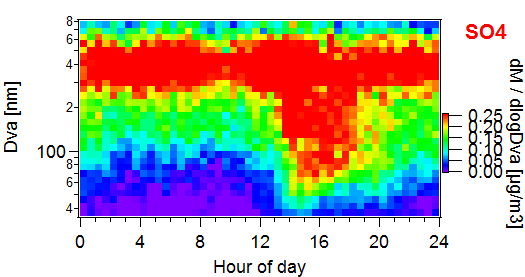 SO4
8
6
4
2
100
8
6
4
Dva [nm]
0 4 8 12 16 20 24
Hour of day
0.25
0.20
0.15
0.10
0.05
0.00
dM / dlogDva [µg/m3]